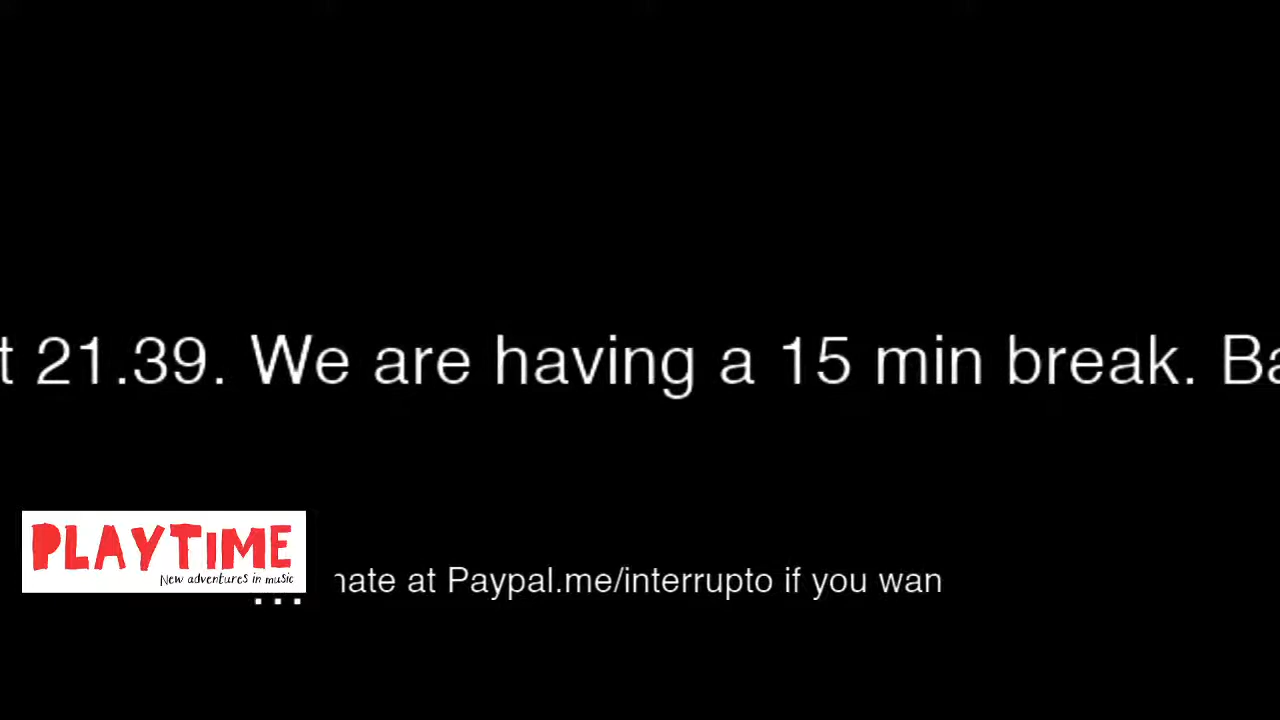 t 21.39. We are having a 15 min break. Ba
PLAYTIME
New adventures in music
nate at Paypal.me/interrupto if you wan
...